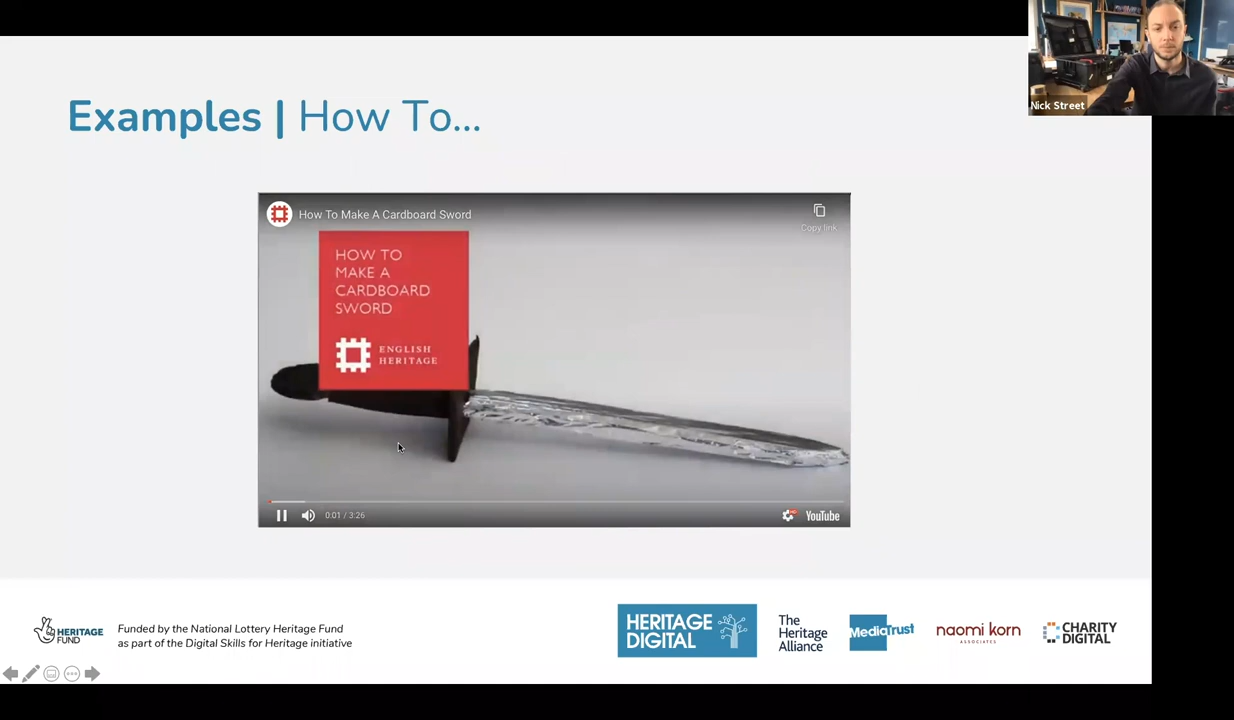 Nick Street
Examples | How To...
How To Make A Cardboard Sword
Copy link
HOW TO
MAKE A
CARDBOARD
SWORD
ENGLISH
HERITAGE
0:01 / 3:26
YouTube
HERITAGE
FUND
Funded by the National Lottery Heritage Fund
as part of the Digital Skills for Heritage initiative
HERITAGE
DIGITAL
The
Heritage
Alliance
MediaTrust
naomi korn
ASSOCIATES
CHARITY
DIGITAL